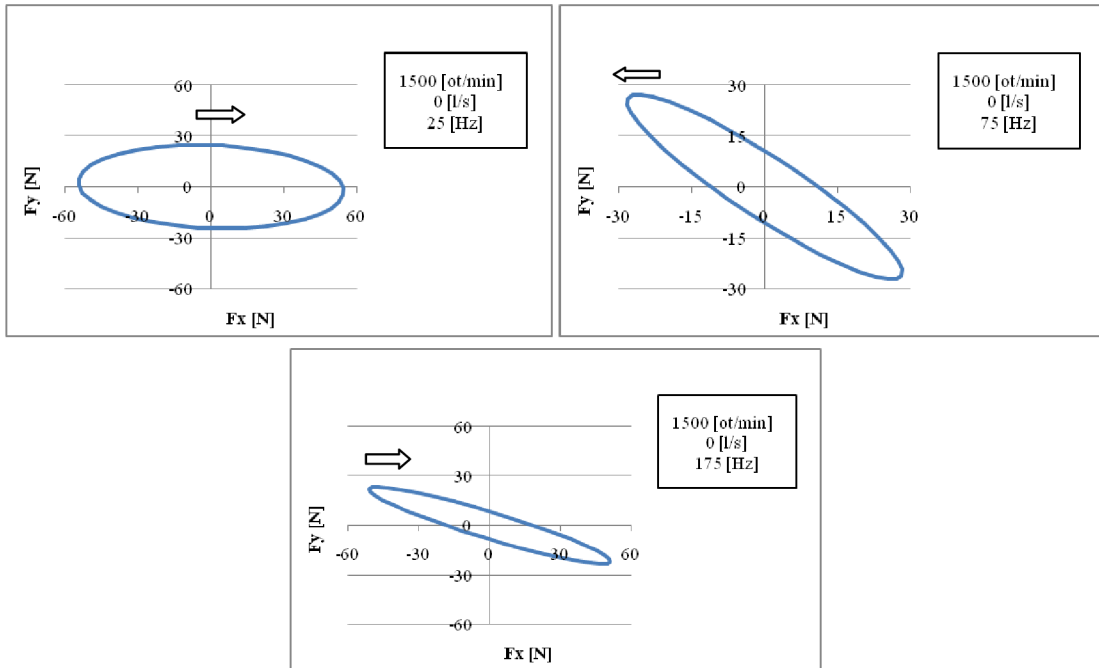 1500 [ot/min]
0 [l/s]
25 [Hz]
60
30
0
-30
-60
-60 -30 0 30 60
Fy [N]
Fx [N]
1500 [ot/min]
0 [l/s]
75 [Hz]
30
15
0
-15
-30
-30 -15 0 15 30
Fy [N]
Fx [N]
1500 [ot/min]
0 [l/s]
175 [Hz]
60
30
0
-30
-60
-60 -30 0 30 60
Fy [N]
Fx [N]